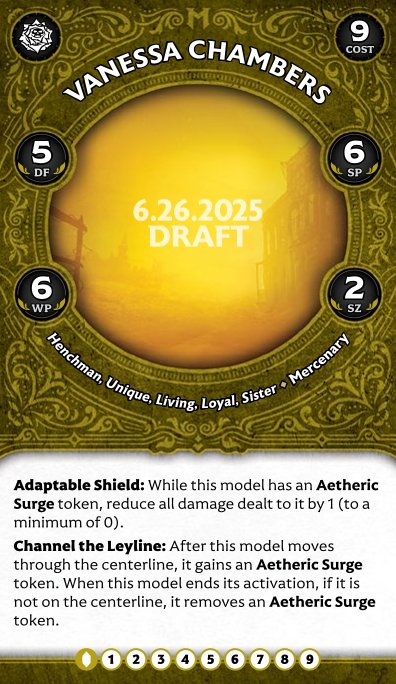 9
COST
VANESSA CHAMBERS
5
DF
6
SP
6.26.2025
DRAFT
6
WP
2
SZ
Henchman, Unique, Living, Loyal, Sister ⬥ Mercenary
Adaptable Shield: While this model has an Aetheric
Surge token, reduce all damage dealt to it by 1 (to a
minimum of 0).
Channel the Leyline: After this model moves
through the centerline, it gains an Aetheric Surge
token. When this model ends its activation, if it is
not on the centerline, it removes an Aetheric Surge
token.
1 2 3 4 5 6 7 8 9